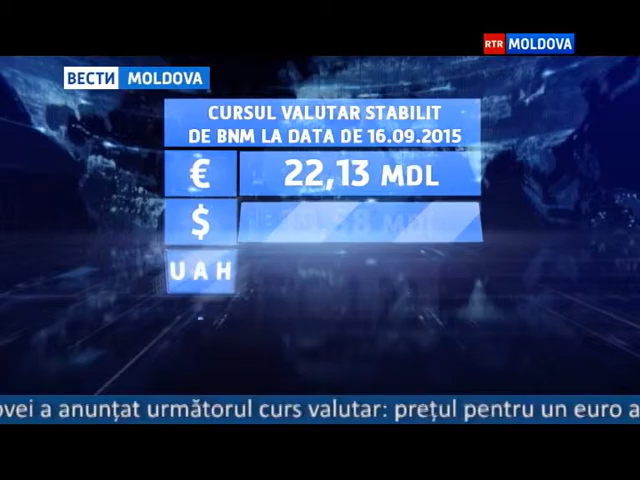 RTR MOLDOVA
ВЕСТИ MOLDOVA
CURSUL VALUTAR STABILIT
DE BNM LA DATA DE 16.09.2015
€ 22,13 MDL
$ MDL
UAH
ovei a anunțat următorul curs valutar: prețul pentru un euro a